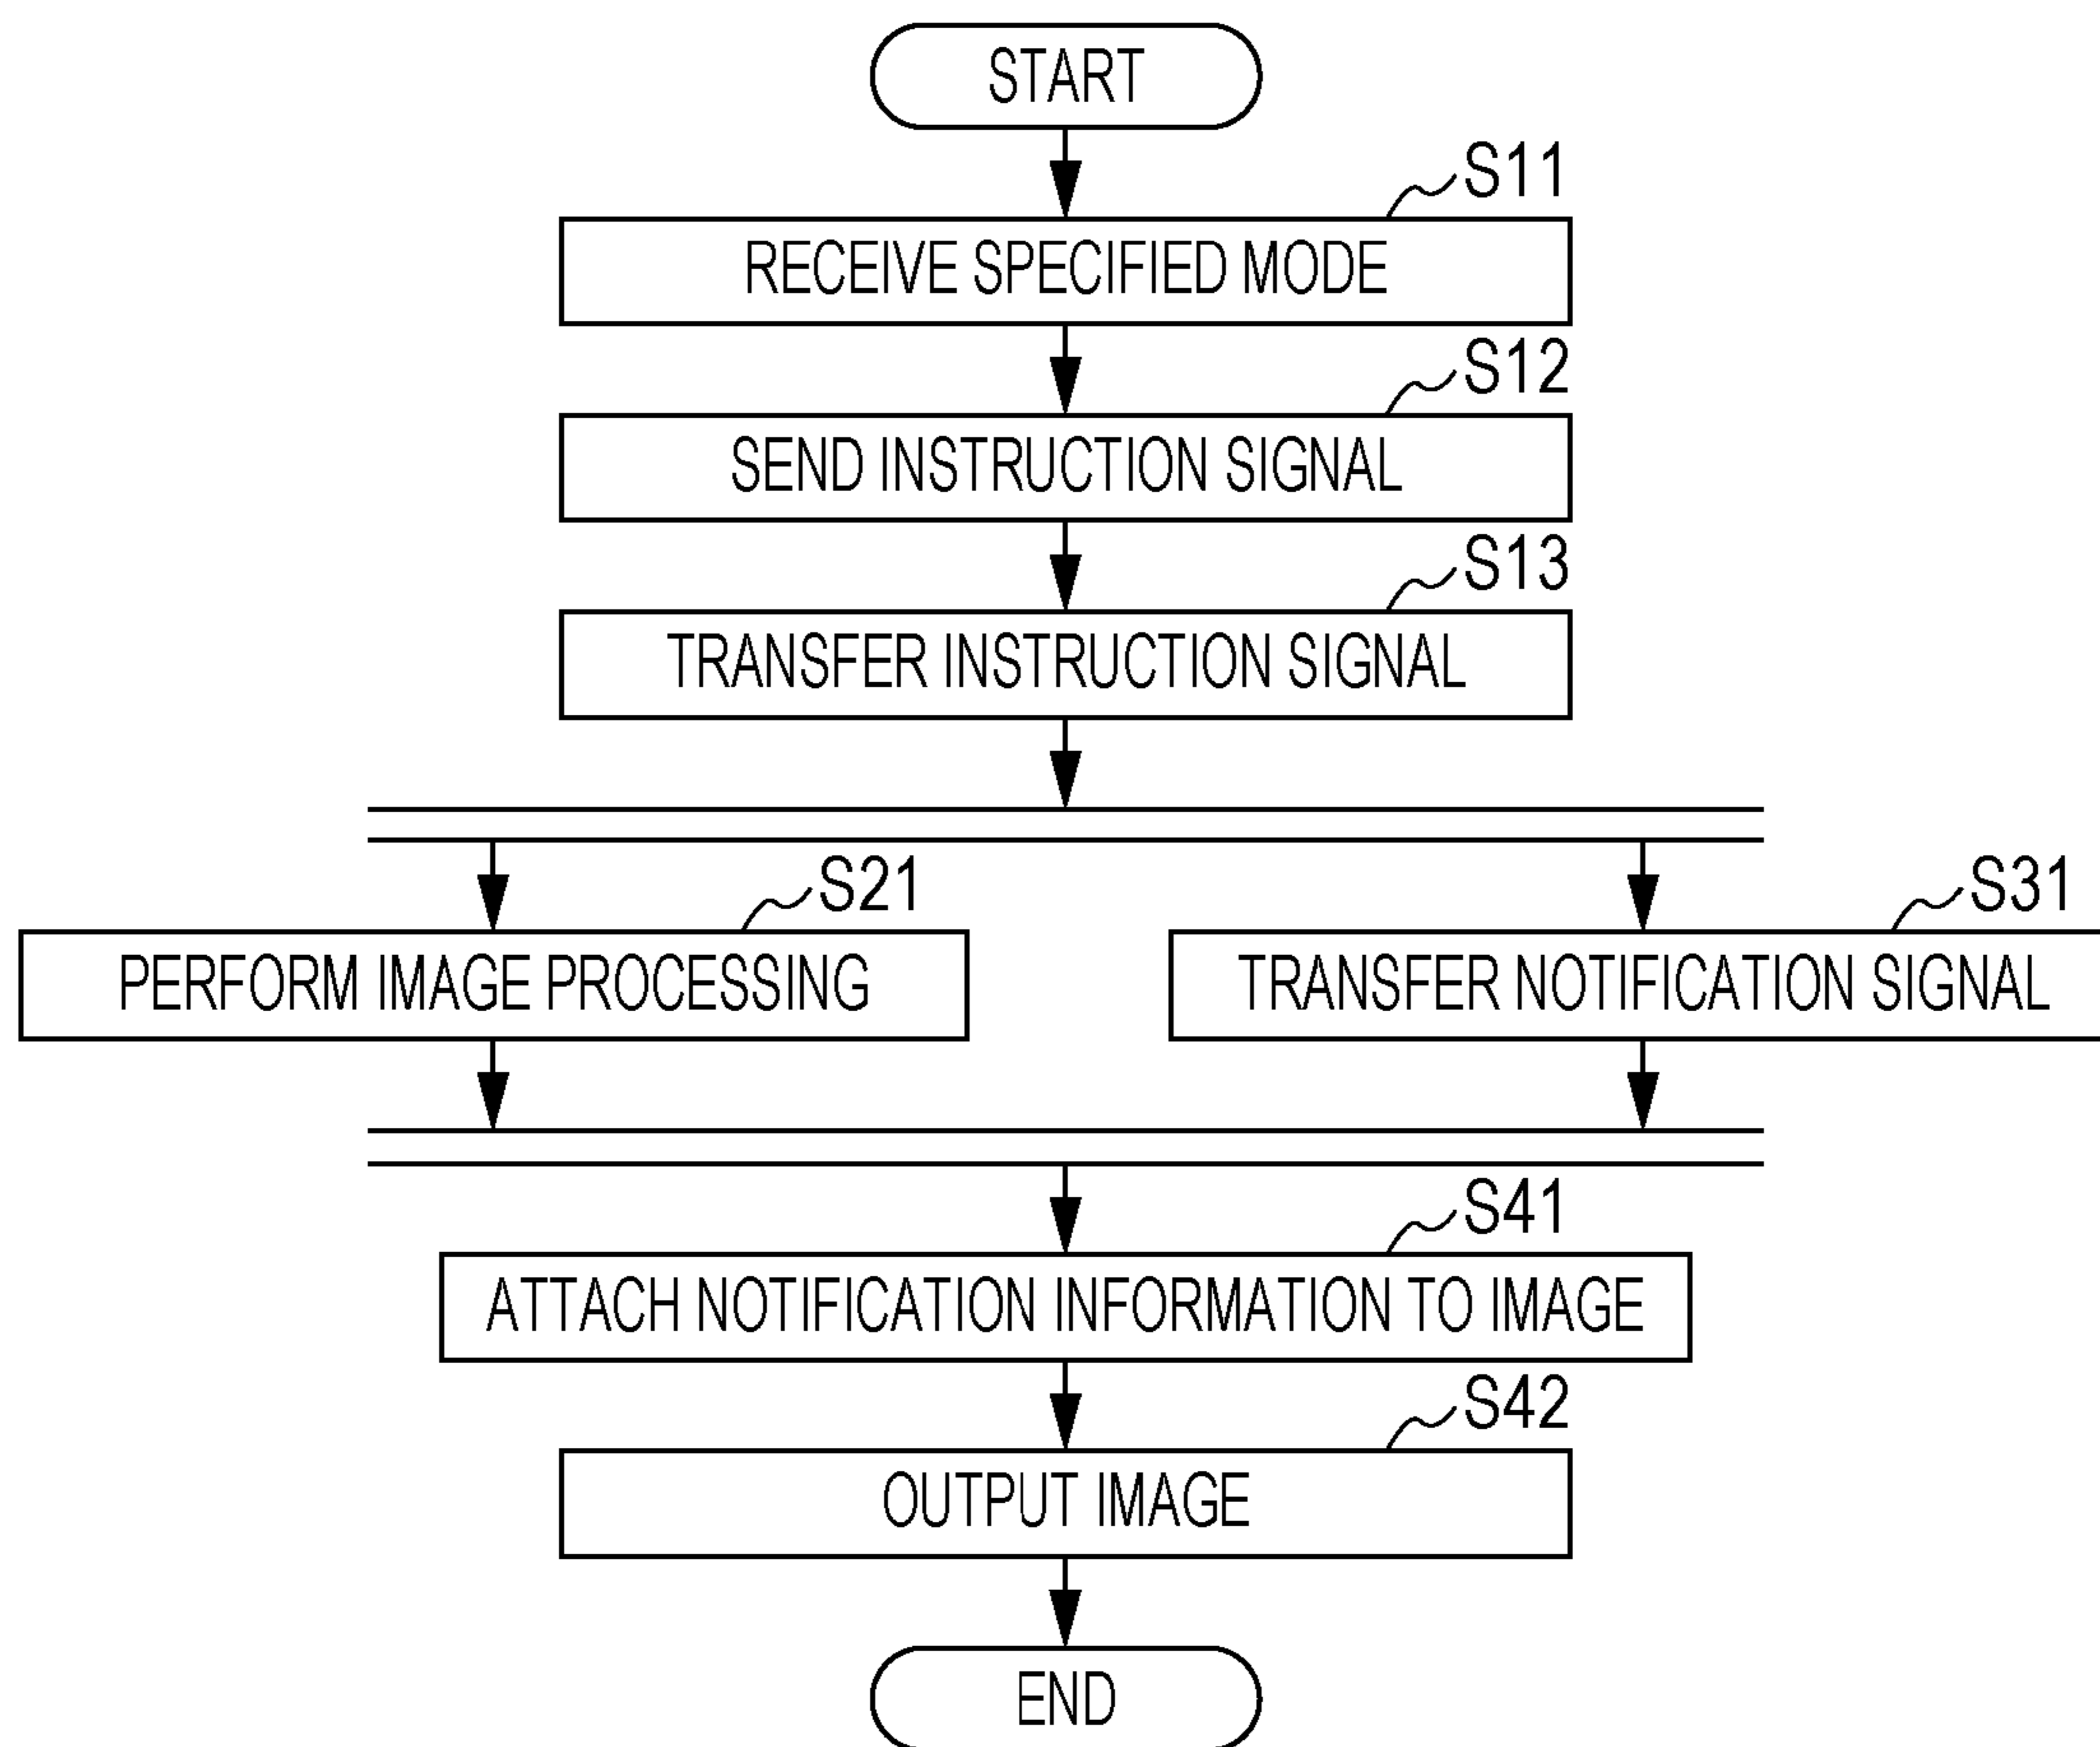 START
S11
RECEIVE SPECIFIED MODE
S12
SEND INSTRUCTION SIGNAL
S13
TRANSFER INSTRUCTION SIGNAL
S21
PERFORM IMAGE PROCESSING
S31
TRANSFER NOTIFICATION SIGNAL
S41
ATTACH NOTIFICATION INFORMATION TO IMAGE
S42
OUTPUT IMAGE
END